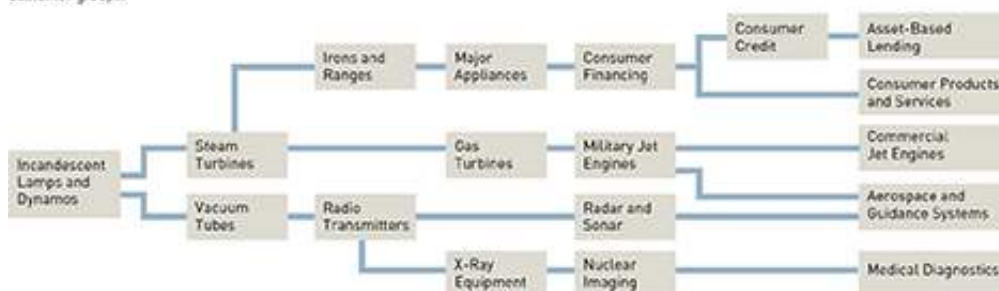 Consumer
Credit
Asset-Based
Lending
Irons and
Ranges
Major
Appliances
Consumer
Financing
Consumer Products
and Services
Steam
Turbines
Gas
Turbines
Military Jet
Engines
Commercial
Jet Engines
Incandescent
Lamps and
Dynamos
Vacuum
Tubes
Radio
Transmitters
Radar and
Sonar
Aerospace and
Guidance Systems
X-Ray
Equipment
Nuclear
Imaging
Medical Diagnostics